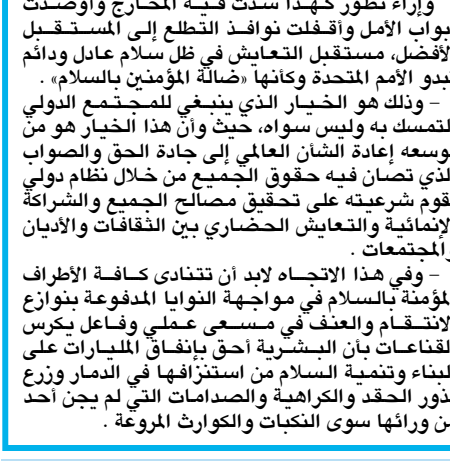 وإزاء تطور كهذا سدت فيه المخارج وأوصدت
بواب الأمل وأقفلت نوافذ التطلع إلى المستقبل
لأفضل، مستقبل التعايش في ظل سلام عادل ودائم
بدو الأمم المتحدة وكأنها «ضالة المؤمنين بالسلام» .
– وذلك هو الخيار الذي ينبغي للمجتمع الدولي
لتمسك به وليس سواه، حيث وأن هذا الخيار هو من
وسعه إعادة الشأن العالمي إلى جادة الحق والصواب
لذي تصان فيه حقوق الجميع من خلال نظام دولي
قوم شرعيته على تحقيق مصالح الجميع والشراكة
لإنمائية والتعايش الحضاري بين الثقافات والأديان
والمجتمعات .
– وفي هذا الاتجاه لابد أن تتنادى كافة الأطراف
لمؤمنة بالسلام في مواجهة النوايا المدفوعة بنوازع
لانتقام والعنف في مسعى عملي وفاعل يكرس
لقناعات بأن البشرية أحق بإنفاق المليارات على
لبناء وتنمية السلام من استنزافها في الدمار وزرع
ذور الحقد والكراهية والصدامات التي لم يجن أحد
ن ورائها سوى النكبات والكوارث المروعة .